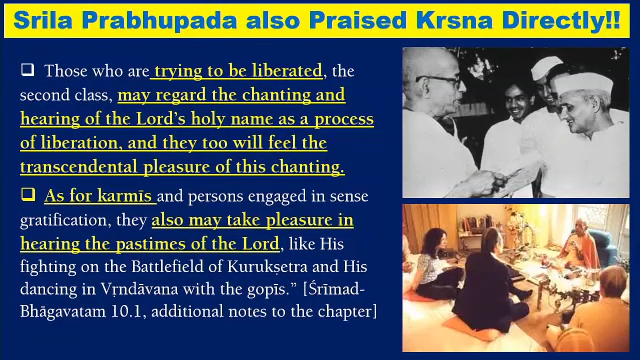 Srila Prabhupada also Praised Krsna Directly!!
❑ Those who are trying to be liberated, the
second class, may regard the chanting and
hearing of the Lord's holy name as a process
of liberation, and they too will feel the
transcendental pleasure of this chanting.
❑ As for karmīs and persons engaged in sense
gratification, they also may take pleasure in
hearing the pastimes of the Lord, like His
fighting on the Battlefield of Kurukṣetra and His
dancing in Vṛndāvana with the gopīs.” [Śrīmad-
Bhāgavatam 10.1, additional notes to the chapter]